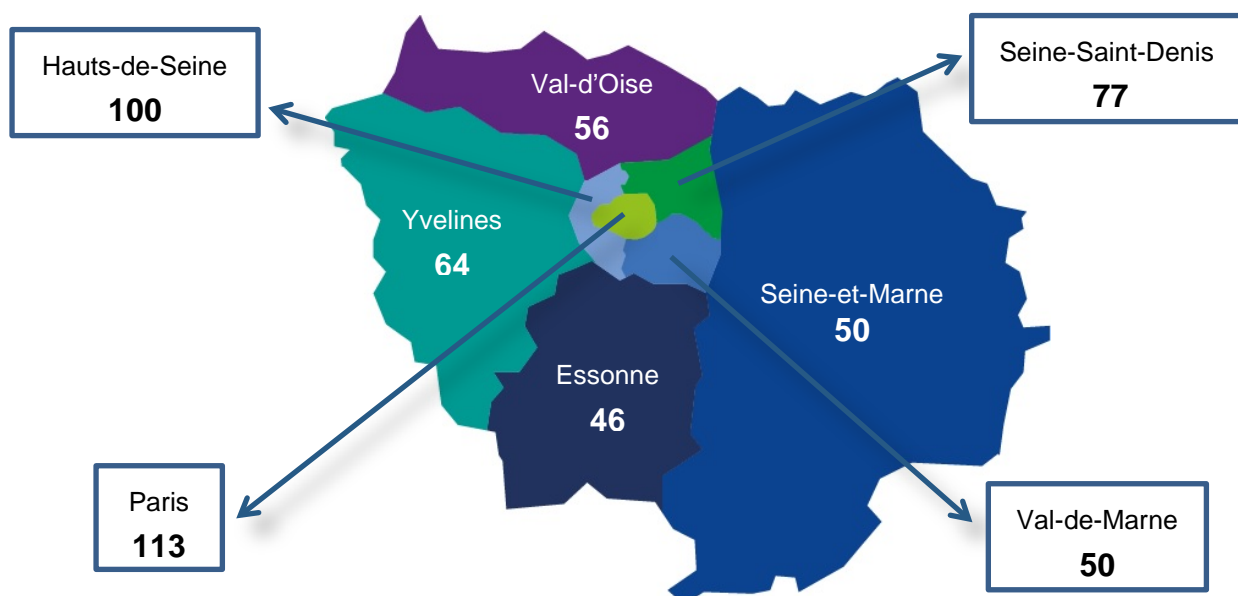 Hauts-de-Seine
100
Val-d'Oise
56
Seine-Saint-Denis
77
Yvelines
64
Seine-et-Marne
50
Essonne
46
Paris
113
Val-de-Marne
50